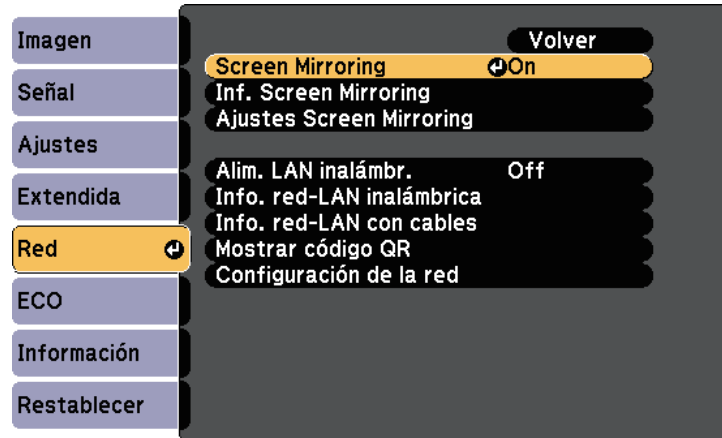 Imagen
Señal
Ajustes
Extendida
Red
ECO
Información
Restablecer
Volver
Screen Mirroring On
Inf. Screen Mirroring
Ajustes Screen Mirroring
Alim. LAN inalámbr. Off
Info. red-LAN inalámbrica
Info. red-LAN con cables
Mostrar código QR
Configuración de la red